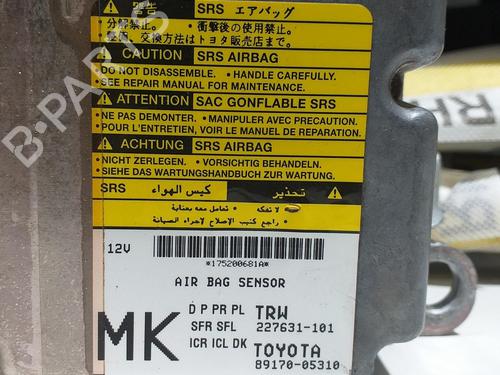 警告 SRS エアバッグ
・分解禁止。 ・衝撃後の使用禁止。
・整備、交換方法はトヨタ販売店まで。
CAUTION SRS AIRBAG
•DO NOT DISASSEMBLE. •HANDLE CAREFULLY.
•SEE REPAIR MANUAL FOR MAINTENANCE.
ATTENTION SAC GONFLABLE SRS
•NE PAS DEMONTER. •MANIPULER AVEC PRECAUTION.
•POUR L'ENTRETIEN, VOIR LE MANUEL DE REPARATION.
ACHTUNG SRS AIRBAG
•NICHT ZERLEGEN. •VORSICHTIG BEHANDELN.
•SIEHE DAS WARTUNGSHANDBUCH ZUR WARTUNG.
SRS كيس الهواء تحذير
• لا تفكه • تعامل معه بعناية
• راجع كتيب الإصلاح لاجراء الصيانة
12V
*175200681A*
AIR BAG SENSOR
MK
D P PR PL TRW
SFR SFL 227631-101
ICR ICL DK TOYOTA
89170-05310
B-PARTS